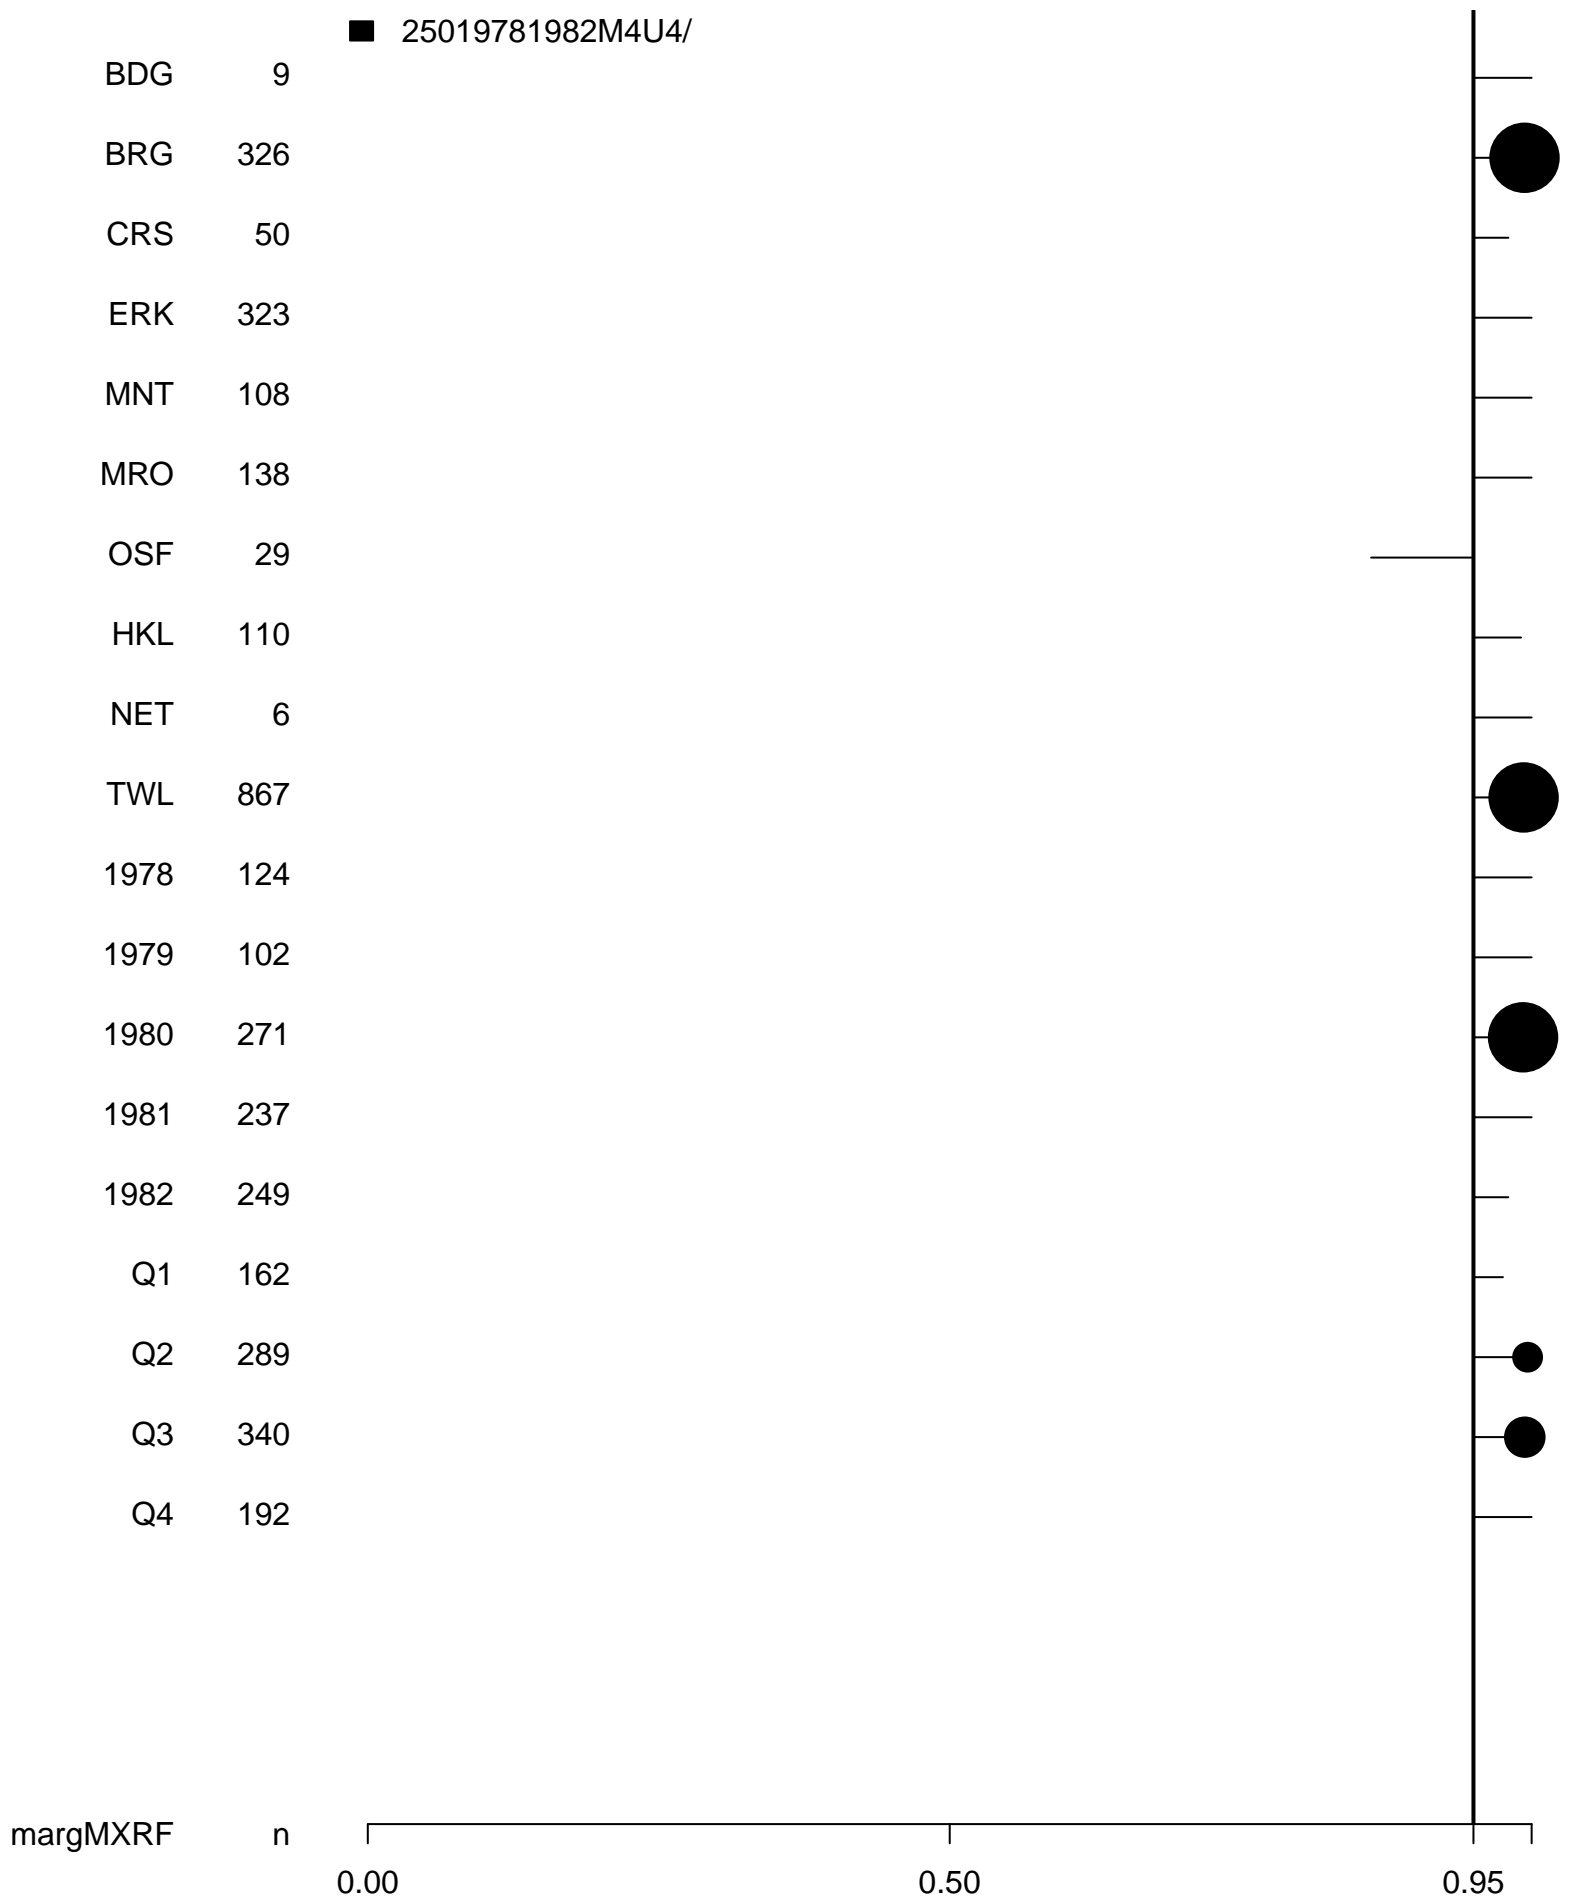 25019781982M4U4/
BDG 9
BRG 326
CRS 50
ERK 323
MNT 108
MRO 138
OSF 29
HKL 110
NET 6
TWL 867
1978 124
1979 102
1980 271
1981 237
1982 249
Q1 162
Q2 289
Q3 340
Q4 192
margMXRF n
0.00 0.50 0.95